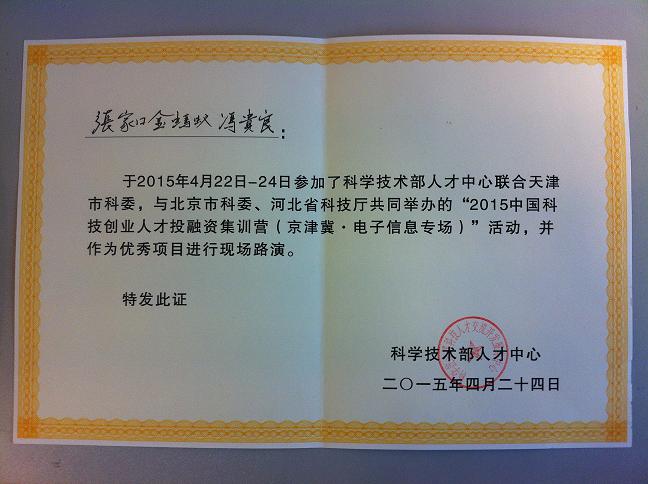 張家口金蚂蚁 冯貴良:
于2015年4月22日-24日参加了科学技术部人才中心联合天津
市科委，与北京市科委、河北省科技厅共同举办的“2015中国科
技创业人才投融资集训营（京津冀·电子信息专场）”活动，并
作为优秀项目进行现场路演。
特发此证
科学技术部人才中心
二〇一五年四月二十四日